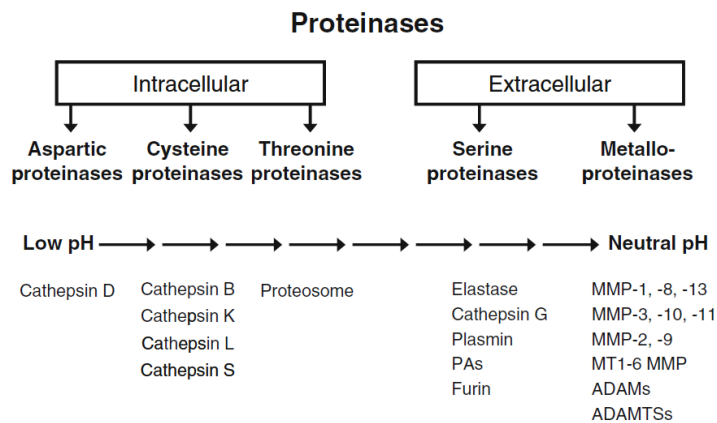 Proteinases
Intracellular
Extracellular
Aspartic proteinases
Cysteine proteinases
Threonine proteinases
Serine proteinases
Metallo- proteinases
Low pH
Neutral pH
Cathepsin D
Cathepsin B
Cathepsin K
Cathepsin L
Cathepsin S
Proteosome
Elastase
Cathepsin G
Plasmin
PAs
Furin
MMP-1, -8, -13
MMP-3, -10, -11
MMP-2, -9
MT1-6 MMP
ADAMs
ADAMTSs